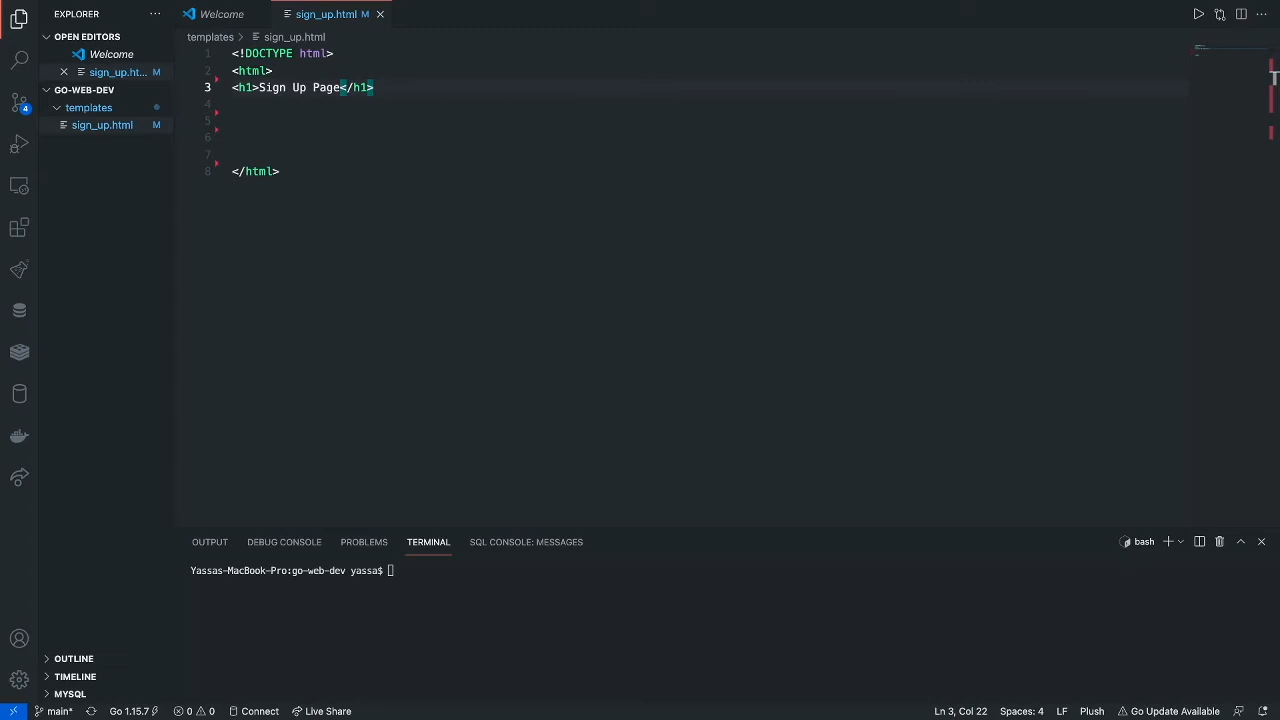 EXPLORER
OPEN EDITORS
Welcome
sign_up.ht... M
GO-WEB-DEV
templates
sign_up.html M
OUTLINE
TIMELINE
MYSQL
Welcome
sign_up.html M
templates > sign_up.html
1 <!DOCTYPE html>
2 <html>
3 <h1>Sign Up Page</h1>
4
5
6
7
8 </html>
OUTPUT DEBUG CONSOLE PROBLEMS TERMINAL SQL CONSOLE: MESSAGES
bash
Yassas-MacBook-Pro:go-web-dev yassa$
4
main* Go 1.15.7 0 0 Connect Live Share
Ln 3, Col 22 Spaces: 4 LF Plush Go Update Available